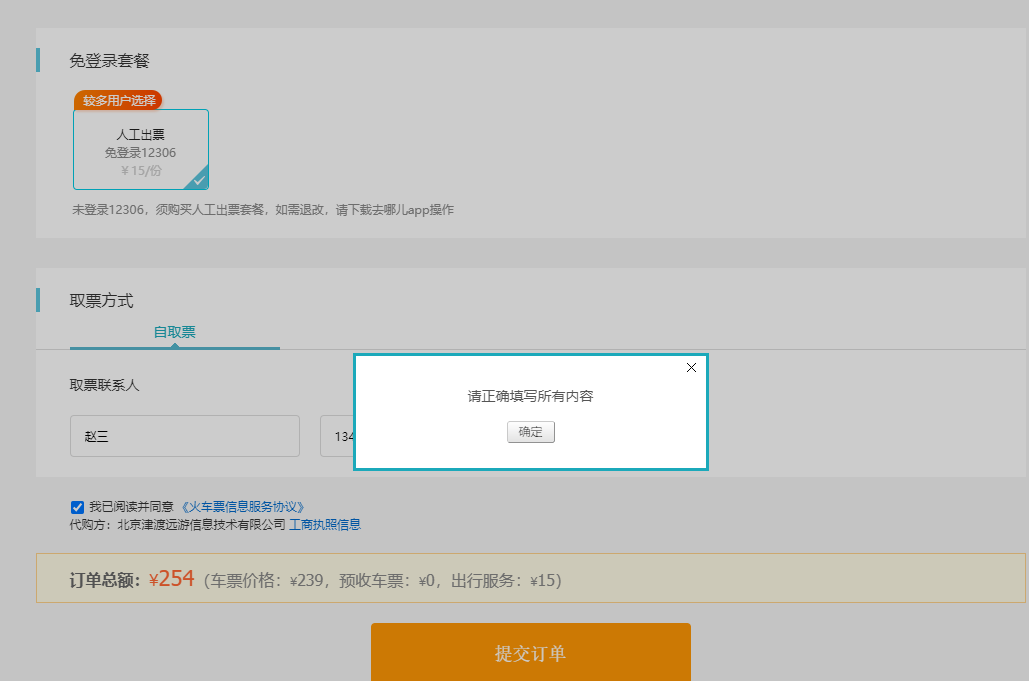 免登录套餐
较多用户选择
人工出票
免登录12306
￥15/份
未登录12306，须购买人工出票套餐，如需退改，请下载去哪儿app操作
取票方式
自取票
取票联系人
赵三
134
请正确填写所有内容
确定
我已阅读并同意 《火车票信息服务协议》
代购方：北京津渡远游信息技术有限公司 工商执照信息
订单总额：¥254（车票价格：¥239，预收车票：¥0，出行服务：¥15）
提交订单